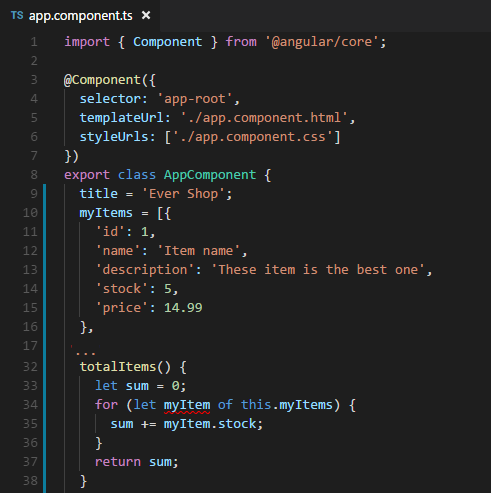 TS app.component.ts ×
1 import { Component } from '@angular/core';
2
3 @Component({
4   selector: 'app-root',
5   templateUrl: './app.component.html',
6   styleUrls: ['./app.component.css']
7 })
8 export class AppComponent {
9   title = 'Ever Shop';
10   myItems = [{
11     'id': 1,
12     'name': 'Item name',
13     'description': 'These item is the best one',
14     'stock': 5,
15     'price': 14.99
16   },
17 ...
32   totalItems() {
33     let sum = 0;
34     for (let myItem of this.myItems) {
35       sum += myItem.stock;
36     }
37     return sum;
38   }